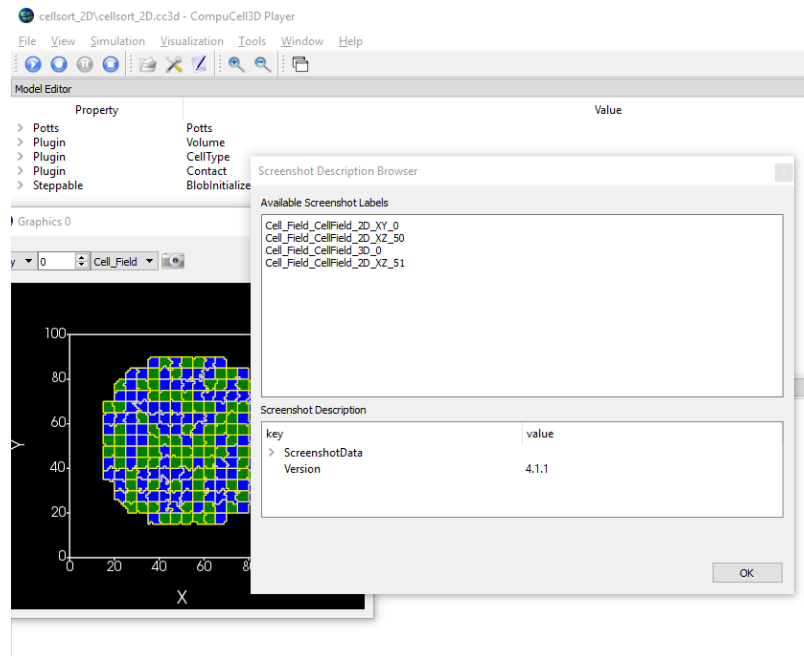 cellsort_2D\cellsort_2D.cc3d - CompuCell3D Player
File View Simulation Visualization Tools Window Help
Model Editor
Property Value
Potts Potts
Plugin Volume
Plugin CellType
Plugin Contact
Steppable BlobInitialize
Screenshot Description Browser
Available Screenshot Labels
Cell_Field_CellField_2D_XY_0
Cell_Field_CellField_2D_XZ_50
Cell_Field_CellField_3D_0
Cell_Field_CellField_2D_XZ_51
Graphics 0
y 0 Cell_Field
100
80
60
40
20
0
Y
0 20 40 60 8
X
Screenshot Description
key value
ScreenshotData
Version 4.1.1
OK